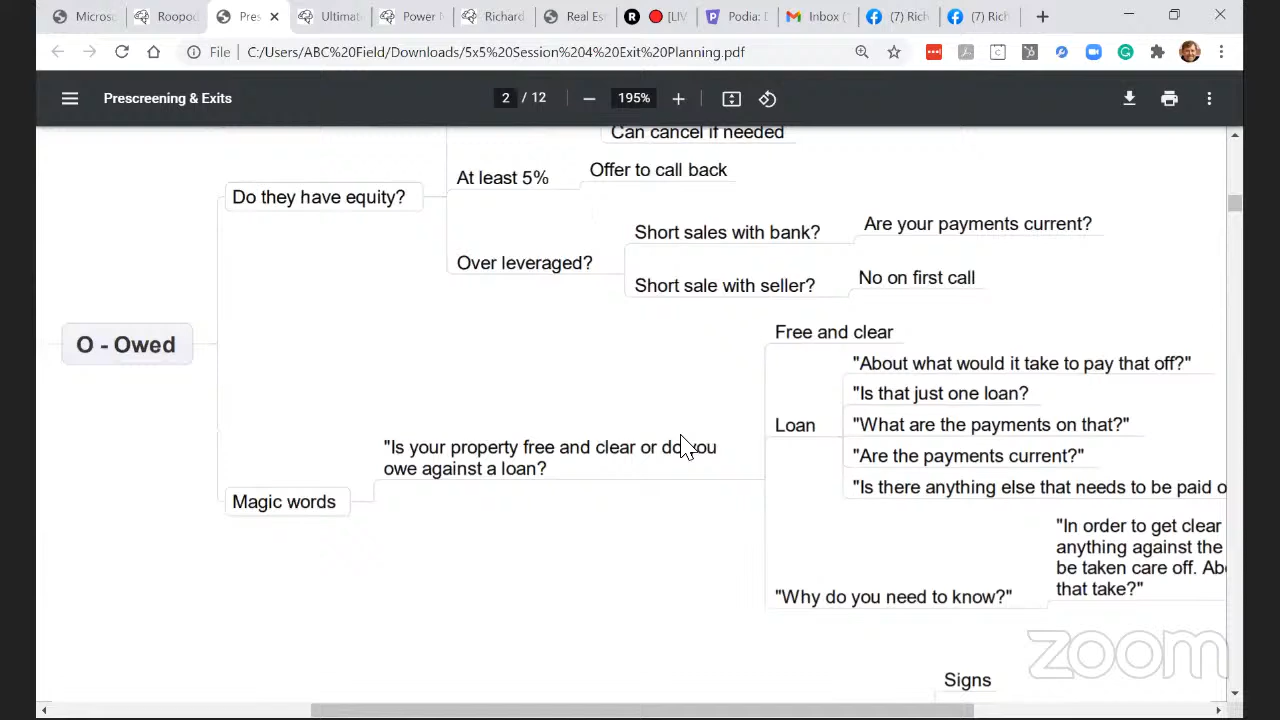 Microso
Ropod
Pres
Ultimat
Power N
Richard
Real Es
[LIV
Podia: D
Inbox (
(7) Rich
(7) Rich
File
C:/Users/ABC%20Field/Downloads/5x5%20Session%204%20Exit%20Planning.pdf
Prescreening & Exits
2 / 12
195%
Can cancel if needed
Do they have equity?
At least 5%
Offer to call back
Over leveraged?
Short sales with bank?
Are your payments current?
Short sale with seller?
No on first call
O - Owed
Magic words
"Is your property free and clear or do you
owe against a loan?
Free and clear
Loan
"About what would it take to pay that off?"
"Is that just one loan?
"What are the payments on that?"
"Are the payments current?"
"Is there anything else that needs to be paid o
"Why do you need to know?"
"In order to get clear
anything against the
be taken care off. Abo
that take?"
zoom
Signs